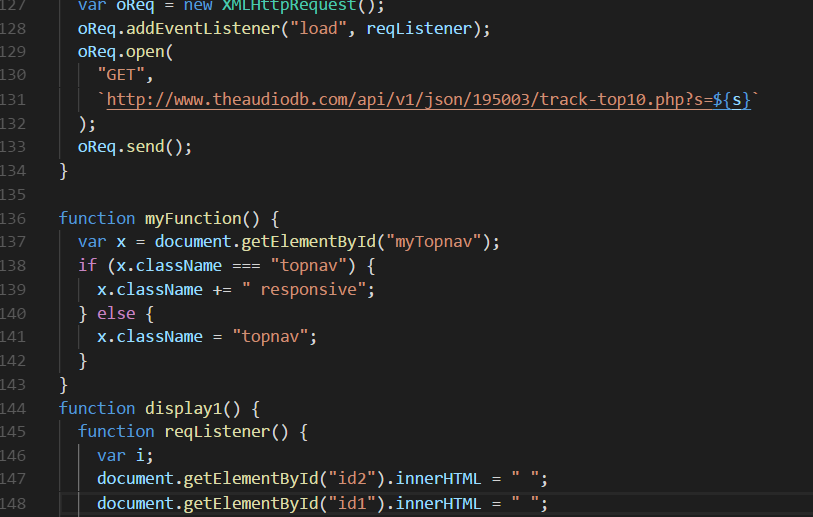 127 var oReq = new XMLHttpRequest();
128 oReq.addEventListener("load", reqListener);
129 oReq.open(
130 "GET",
131 `http://www.theaudiodb.com/api/v1/json/195003/track-top10.php?s=${s}`
132 );
133 oReq.send();
134 }
135
136 function myFunction() {
137 var x = document.getElementById("myTopnav");
138 if (x.className === "topnav") {
139 x.className += " responsive";
140 } else {
141 x.className = "topnav";
142 }
143 }
144 function display1() {
145 function reqListener() {
146 var i;
147 document.getElementById("id2").innerHTML = " ";
148 document.getElementById("id1").innerHTML = " ";